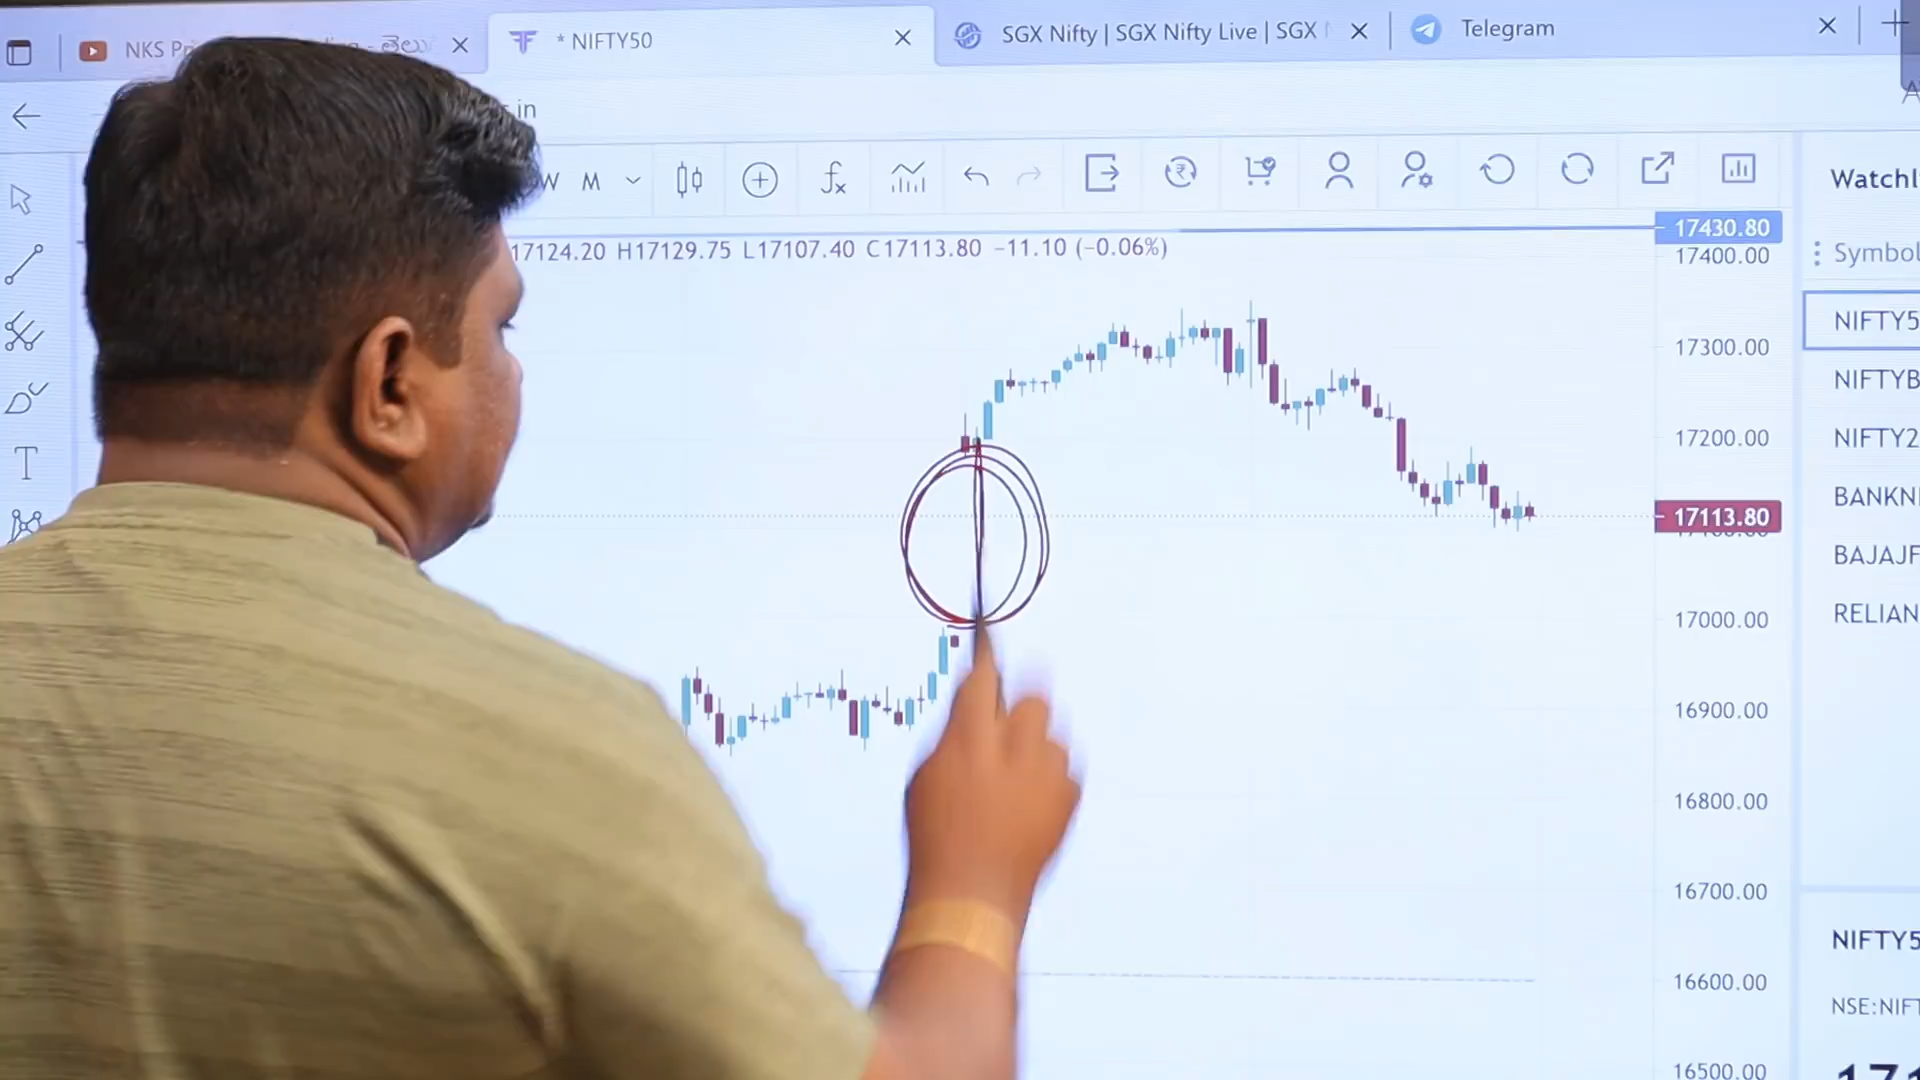 NKS తెలు
* NIFTY50
SGX Nifty | SGX Nifty Live | SGX
Telegram
in
W M
Watchl
17124.20 H17129.75 L17107.40 C17113.80 −11.10 (−0.06%)
17430.80
17400.00
Symbol
17300.00
NIFTY5
NIFTYB
17200.00
NIFTY2
T
BANKNI
17113.80
BAJAJF
17000.00
RELIAN
16900.00
16800.00
16700.00
NIFTY5
16600.00
NSE:NIFT
16500.00
171